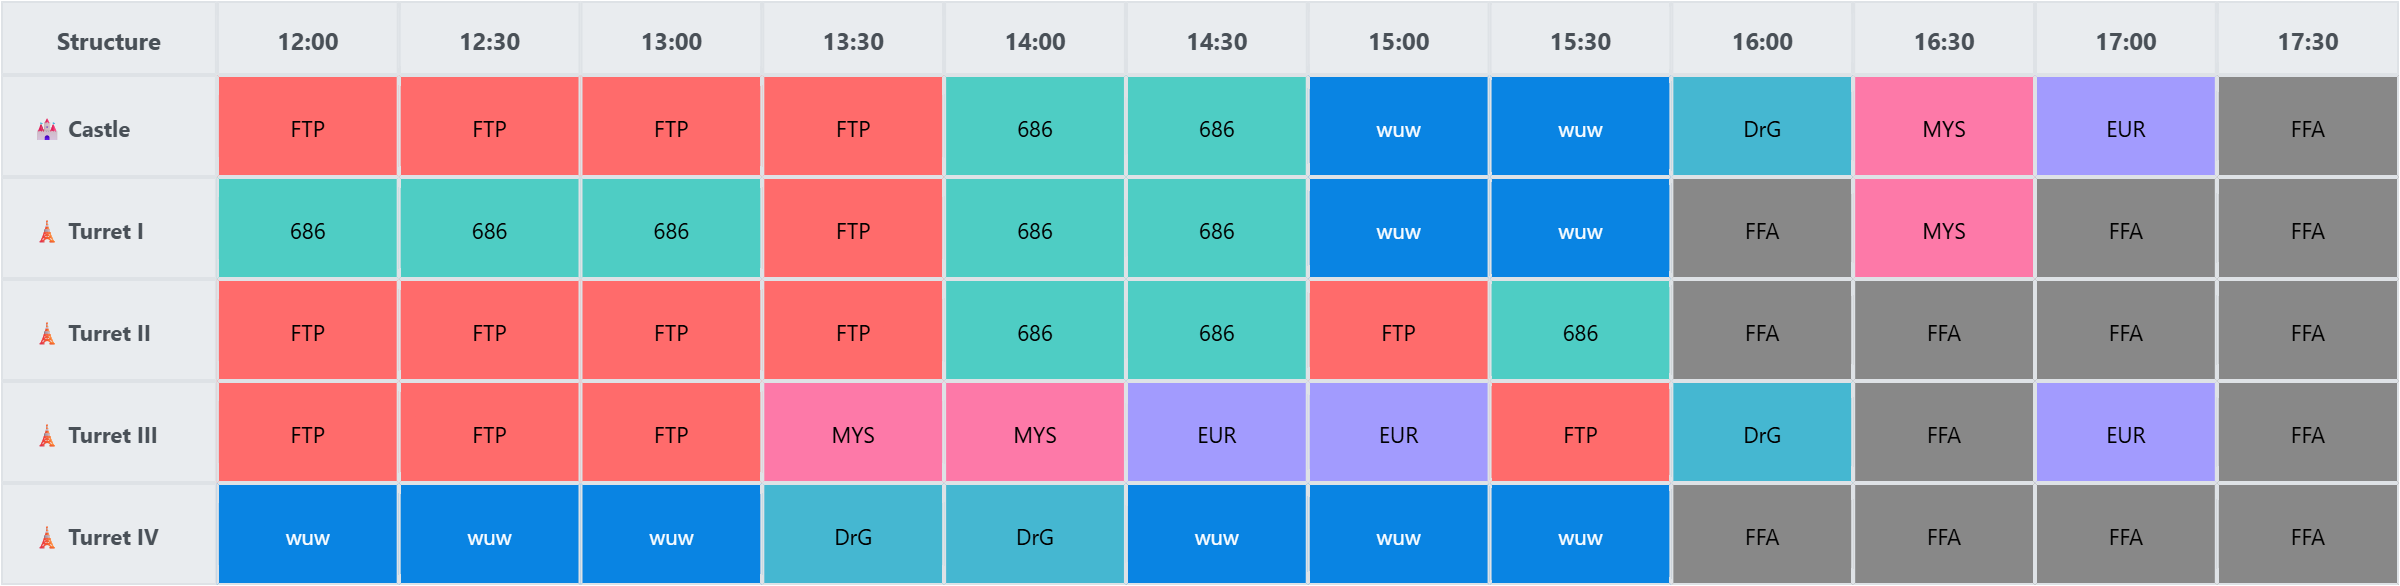 Structure 12:00 12:30 13:00 13:30 14:00 14:30 15:00 15:30 16:00 16:30 17:00 17:30
Castle FTP FTP FTP FTP 686 686 wuw wuw DrG MYS EUR FFA
Turret I 686 686 686 FTP 686 686 wuw wuw FFA MYS FFA FFA
Turret II FTP FTP FTP FTP 686 686 FTP 686 FFA FFA FFA FFA
Turret III FTP FTP FTP MYS MYS EUR EUR FTP DrG FFA EUR FFA
Turret IV wuw wuw wuw DrG DrG wuw wuw wuw FFA FFA FFA FFA